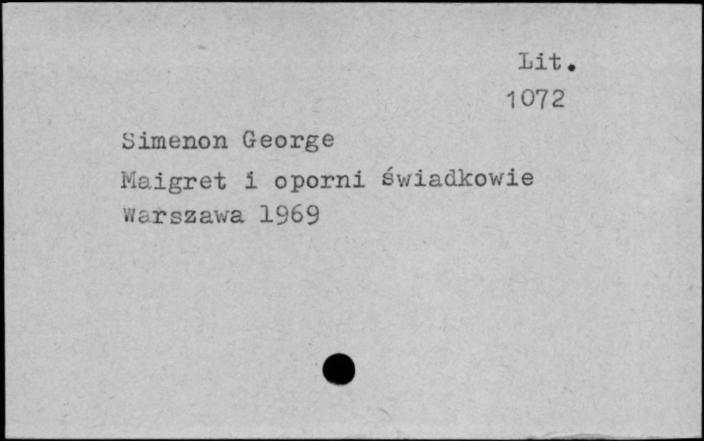 Lit.
1072
Simenon George
Maigret i oporni świadkowie
Warszawa 1969